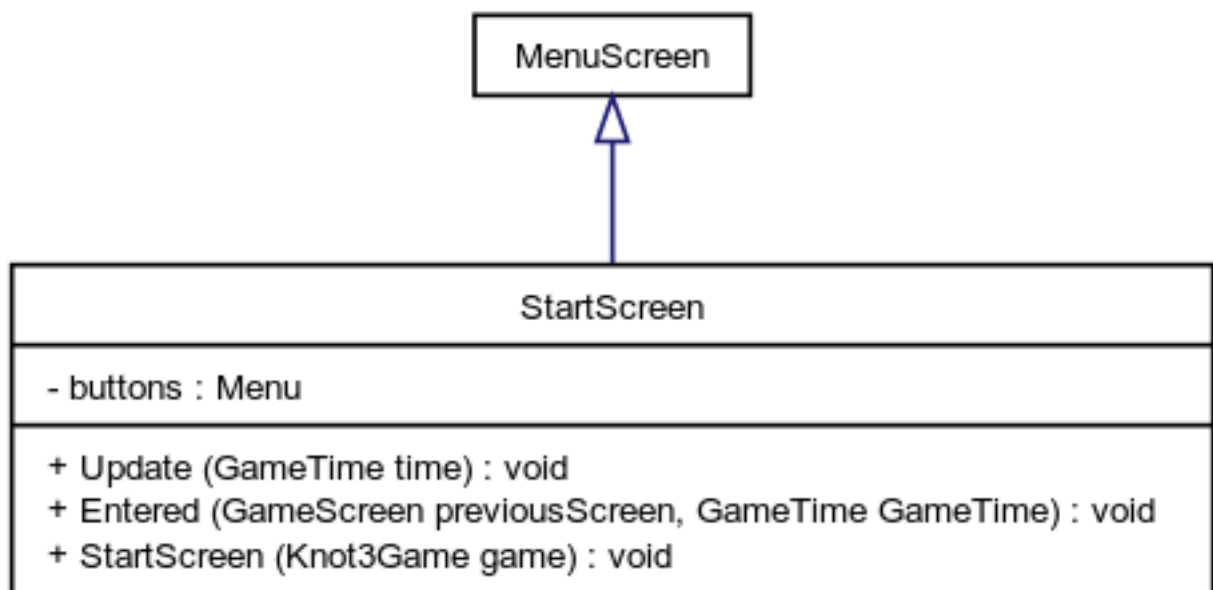 MenuScreen
StartScreen
- buttons : Menu
+ Update (GameTime time) : void
+ Entered (GameScreen previousScreen, GameTime GameTime) : void
+ StartScreen (Knot3Game game) : void